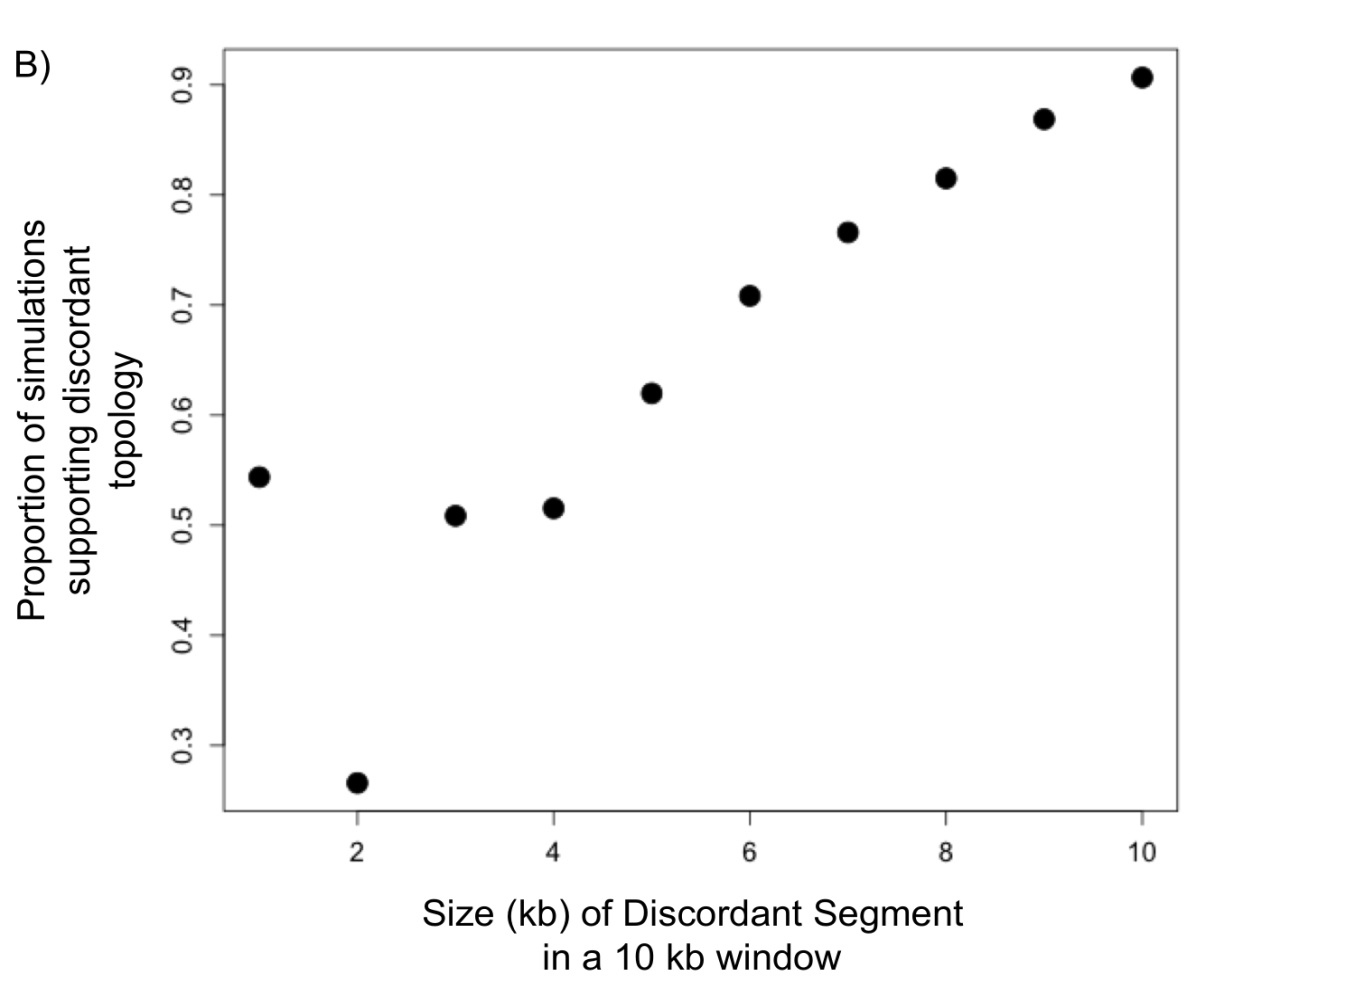 B)
Proportion of simulations
supporting discordant
topology
0.9
0.8
0.7
0.6
0.5
0.4
0.3
2 4 6 8 10
Size (kb) of Discordant Segment
in a 10 kb window